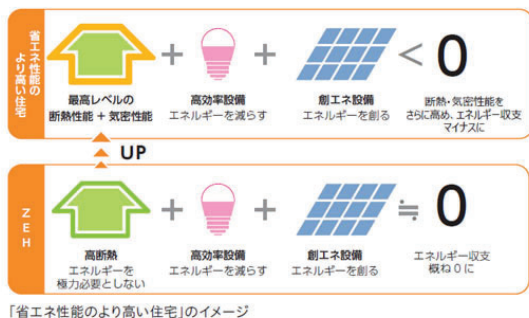 省エネ性能の
より高い住宅
+ + < 0
最高レベルの
断熱性能+気密性能
高効率設備
エネルギーを減らす
創エネ設備
エネルギーを創る
断熱・気密性能を
さらに高め、エネルギー収支
マイナスに
UP
ZEH
+ + ≒ 0
高断熱
エネルギーを
極力必要としない
高効率設備
エネルギーを減らす
創エネ設備
エネルギーを創る
エネルギー収支
概ね0に
「省エネ性能のより高い住宅」のイメージ